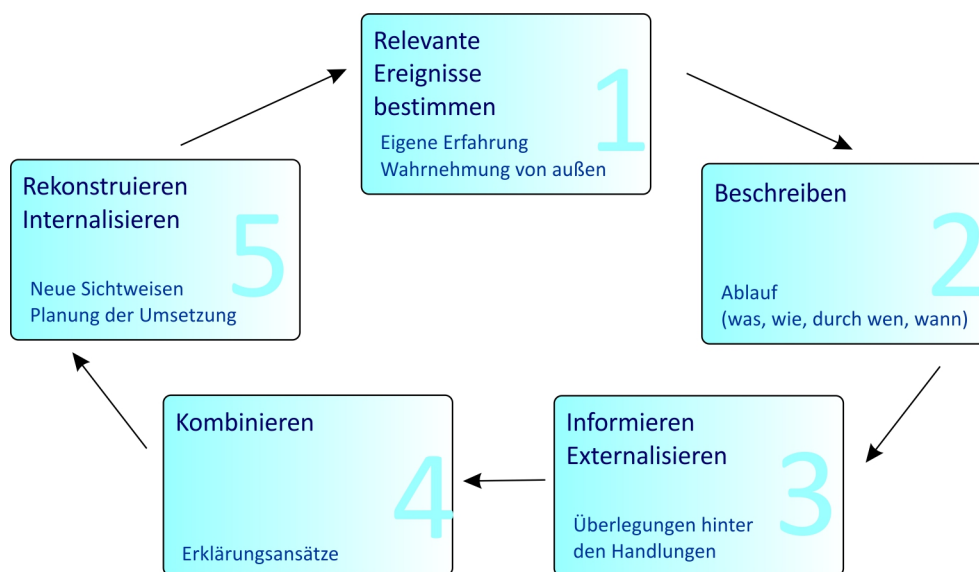 Relevante
Ereignisse
bestimmen
1
Eigene Erfahrung
Wahrnehmung von außen
Beschreiben
2
Ablauf
(was, wie, durch wen, wann)
Informieren
Externalisieren
3
Überlegungen hinter
den Handlungen
Kombinieren
4
Erklärungsansätze
Rekonstruieren
Internalisieren
5
Neue Sichtweisen
Planung der Umsetzung